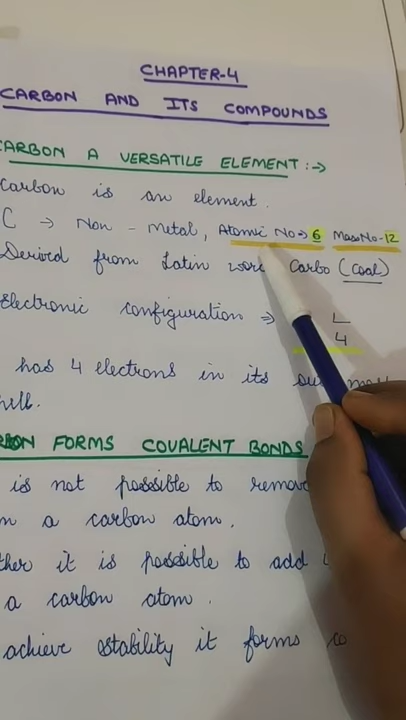 CHAPTER-4
CARBON AND ITS COMPOUNDS
CARBON A VERSATILE ELEMENT :→
Carbon is an element.
C → Non - Metal, Atomic No → 6 Mass No - 12
Derived from Latin word Carbo (Coal)
Electronic configuration ⇒ L
4
has 4 electrons in its
FORMS COVALENT BONDS
is not possible to remove
a carbon atom.
it is possible to add
a carbon atom.
achieve stability it forms